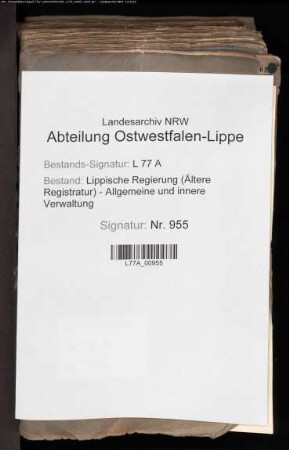 Landesarchiv NRW
Abteilung Ostwestfalen-Lippe
Bestands-Signatur: L 77 A
Bestand: Lippische Regierung (Ältere
Registratur) - Allgemeine und innere
Verwaltung
Signatur: Nr. 955
L77A_00955